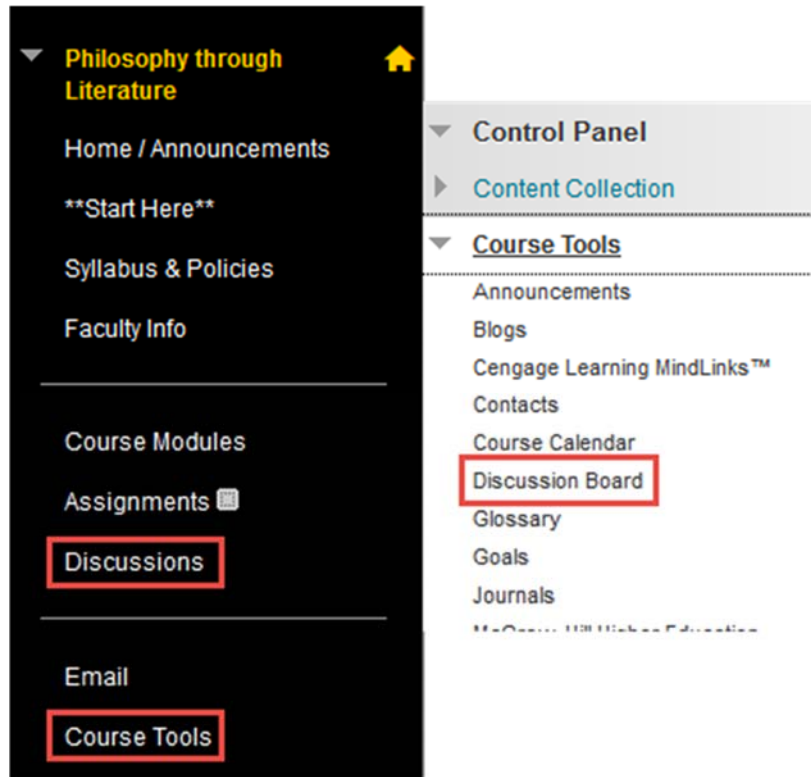 Philosophy through
Literature
Home / Announcements
**Start Here**
Syllabus & Policies
Faculty Info
Course Modules
Assignments
Discussions
Email
Course Tools
Control Panel
Content Collection
Course Tools
Announcements
Blogs
Cengage Learning MindLinks™
Contacts
Course Calendar
Discussion Board
Glossary
Goals
Journals